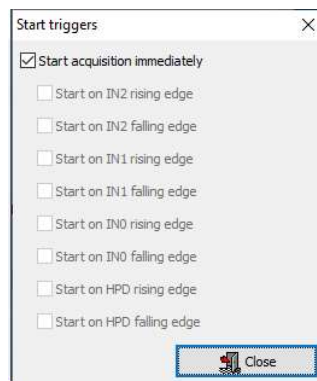 Start triggers
Start acquisition immediately
Start on IN2 rising edge
Start on IN2 falling edge
Start on IN1 rising edge
Start on IN1 falling edge
Start on IN0 rising edge
Start on IN0 falling edge
Start on HPD rising edge
Start on HPD falling edge
Close